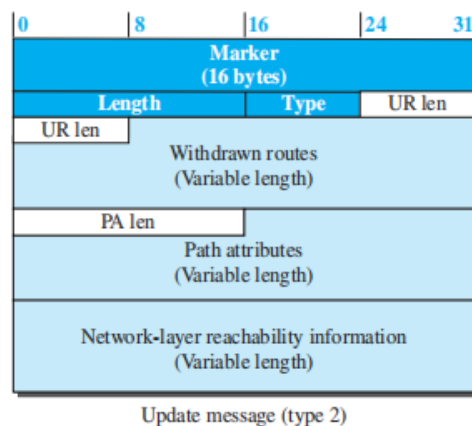 0 8 16 24 31
Marker
(16 bytes)
Length Type UR len
UR len
Withdrawn routes
(Variable length)
PA len
Path attributes
(Variable length)
Network-layer reachability information
(Variable length)
Update message (type 2)